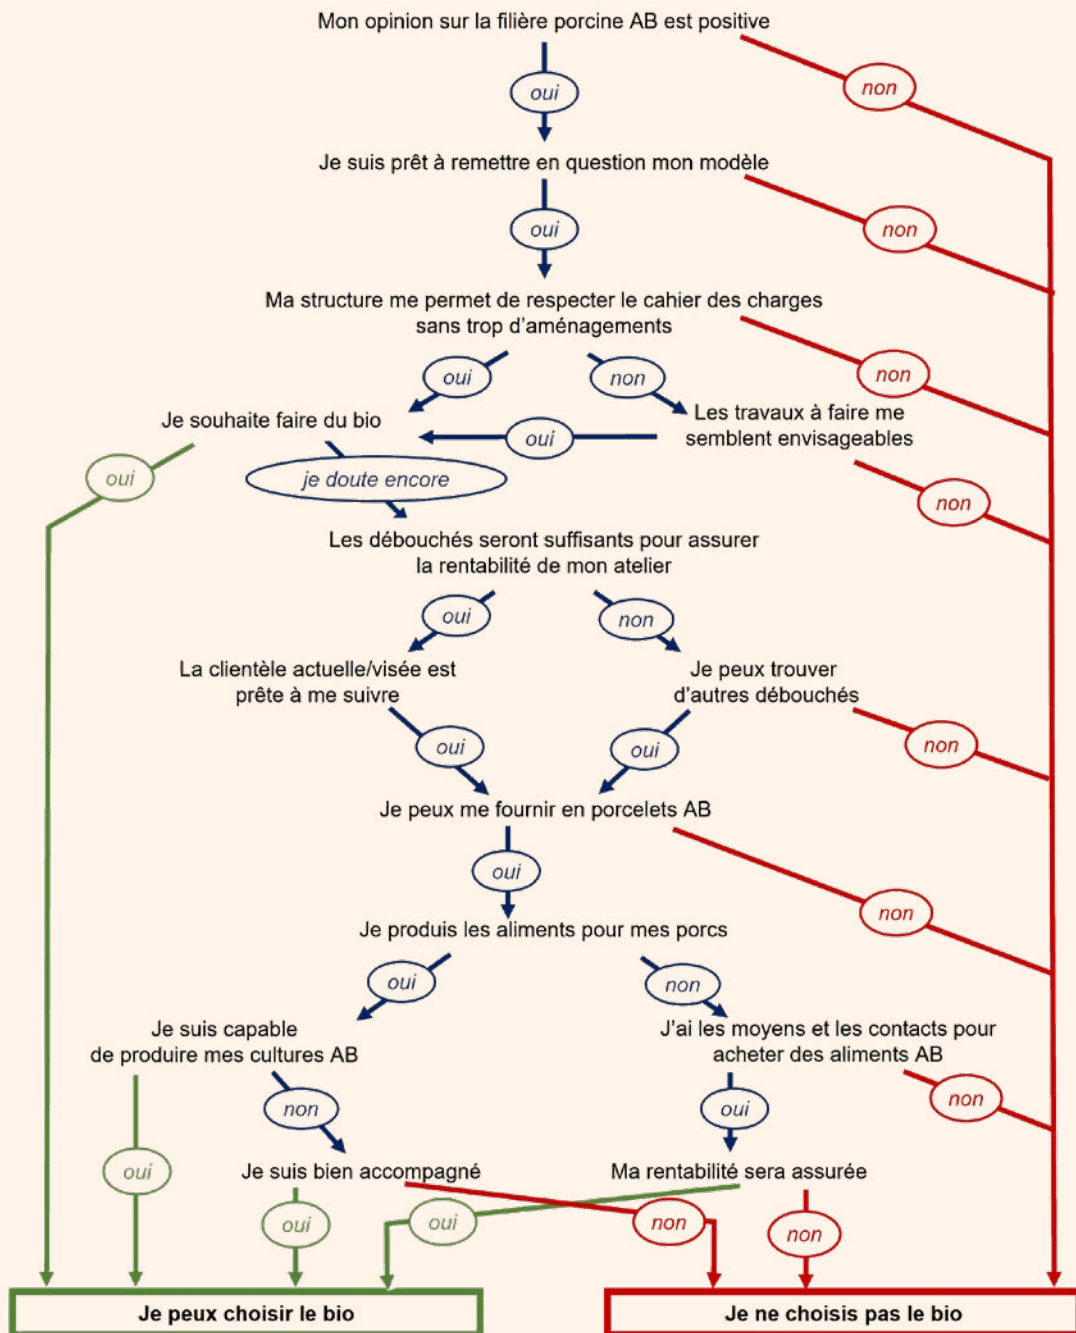 Mon opinion sur la filière porcine AB est positive
non
oui
Je suis prêt à remettre en question mon modèle
oui
non
Ma structure me permet de respecter le cahier des charges
sans trop d'aménagements
oui
non
non
Je souhaite faire du bio
Les travaux à faire me
semblent envisageables
oui
oui
je doute encore
non
Les débouchés seront suffisants pour assurer
la rentabilité de mon atelier
oui
non
La clientèle actuelle/visée est
prête à me suivre
Je peux trouver
d'autres débouchés
oui
oui
non
Je peux me fournir en porcelets AB
oui
non
Je produis les aliments pour mes porcs
oui
non
Je suis capable
de produire mes cultures AB
J'ai les moyens et les contacts pour
acheter des aliments AB
non
oui
non
oui
Je suis bien accompagné
Ma rentabilité sera assurée
oui
oui
non
non
Je peux choisir le bio
Je ne choisis pas le bio